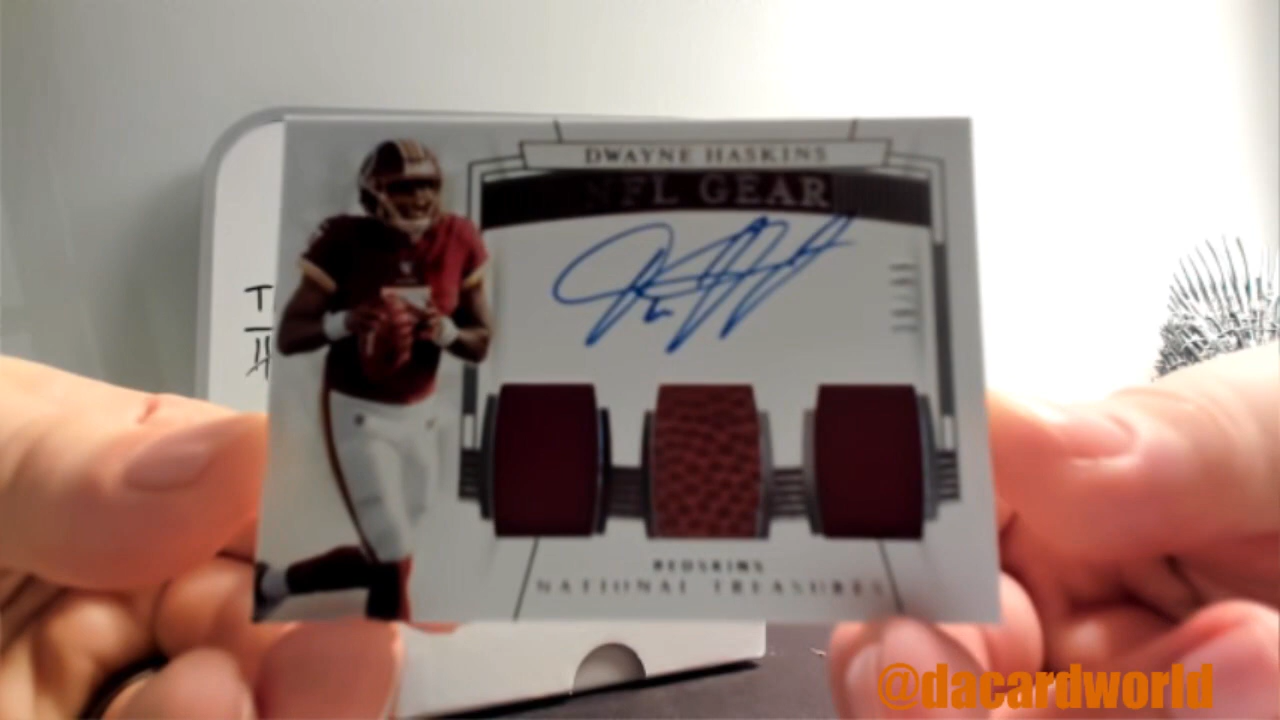 DWAYNE HASKINS
NFL GEAR
REDSKINS
NATIONAL TREASURES
@dacardworld